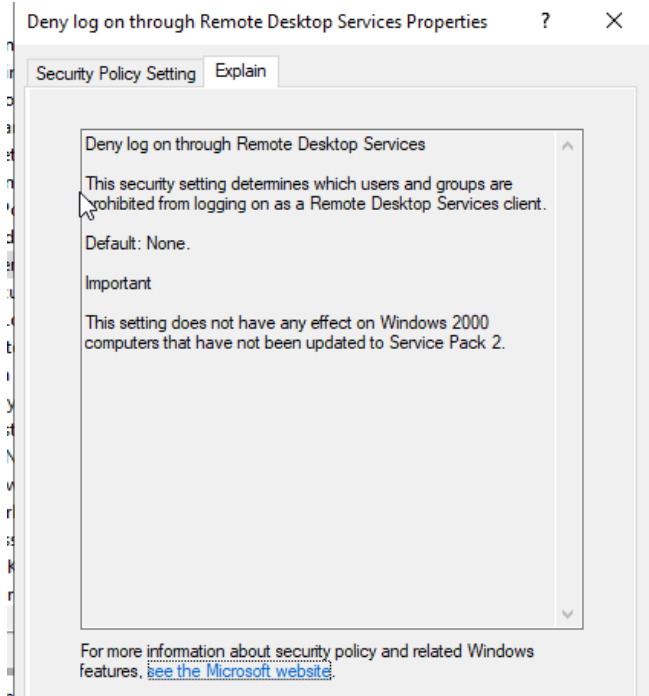 Deny log on through Remote Desktop Services Properties ? ×
Security Policy Setting Explain
Deny log on through Remote Desktop Services
This security setting determines which users and groups are
prohibited from logging on as a Remote Desktop Services client.
Default: None.
Important
This setting does not have any effect on Windows 2000
computers that have not been updated to Service Pack 2.
For more information about security policy and related Windows
features, see the Microsoft website.